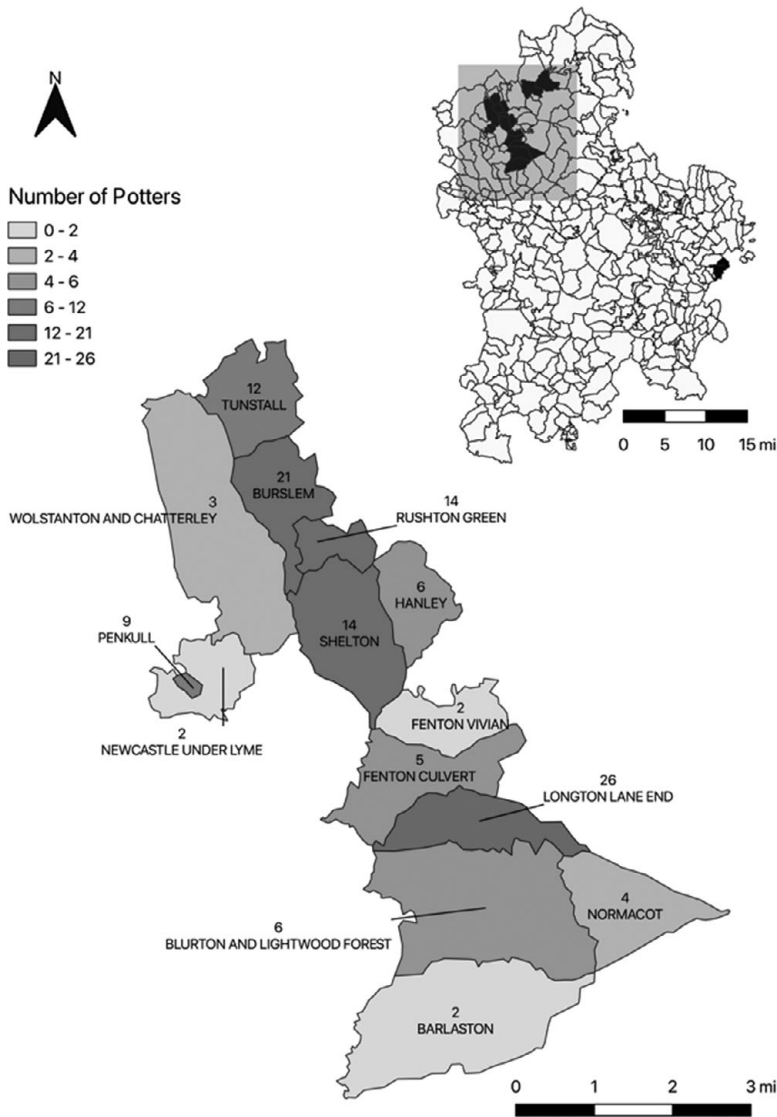 N
Number of Potters
0 - 2
2 - 4
4 - 6
6 - 12
12 - 21
21 - 26
0 5 10 15 mi
12
TUNSTALL
21
BURSLEM
3
WOLSTANTON AND CHATTERLEY
14
RUSHTON GREEN
6
HANLEY
14
SHELTON
9
PENKULL
2
NEWCASTLE UNDER LYME
2
FENTON VIVIAN
5
FENTON CULVERT
26
LONGTON LANE END
4
NORMACOT
6
BLURTON AND LIGHTWOOD FOREST
2
BARLASTON
0 1 2 3 mi